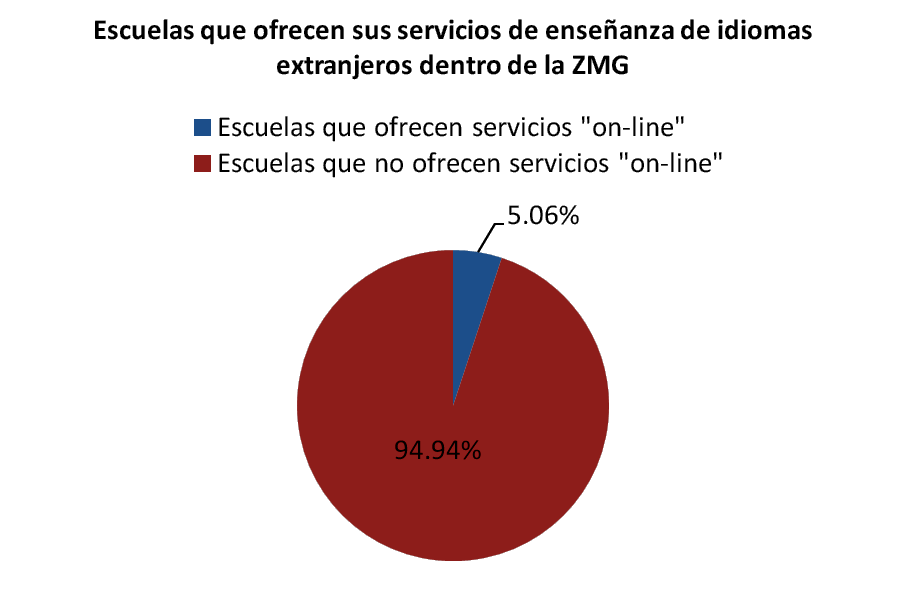 Escuelas que ofrecen sus servicios de enseñanza de idiomas
extranjeros dentro de la ZMG
Escuelas que ofrecen servicios "on-line"
Escuelas que no ofrecen servicios "on-line"
5.06%
94.94%